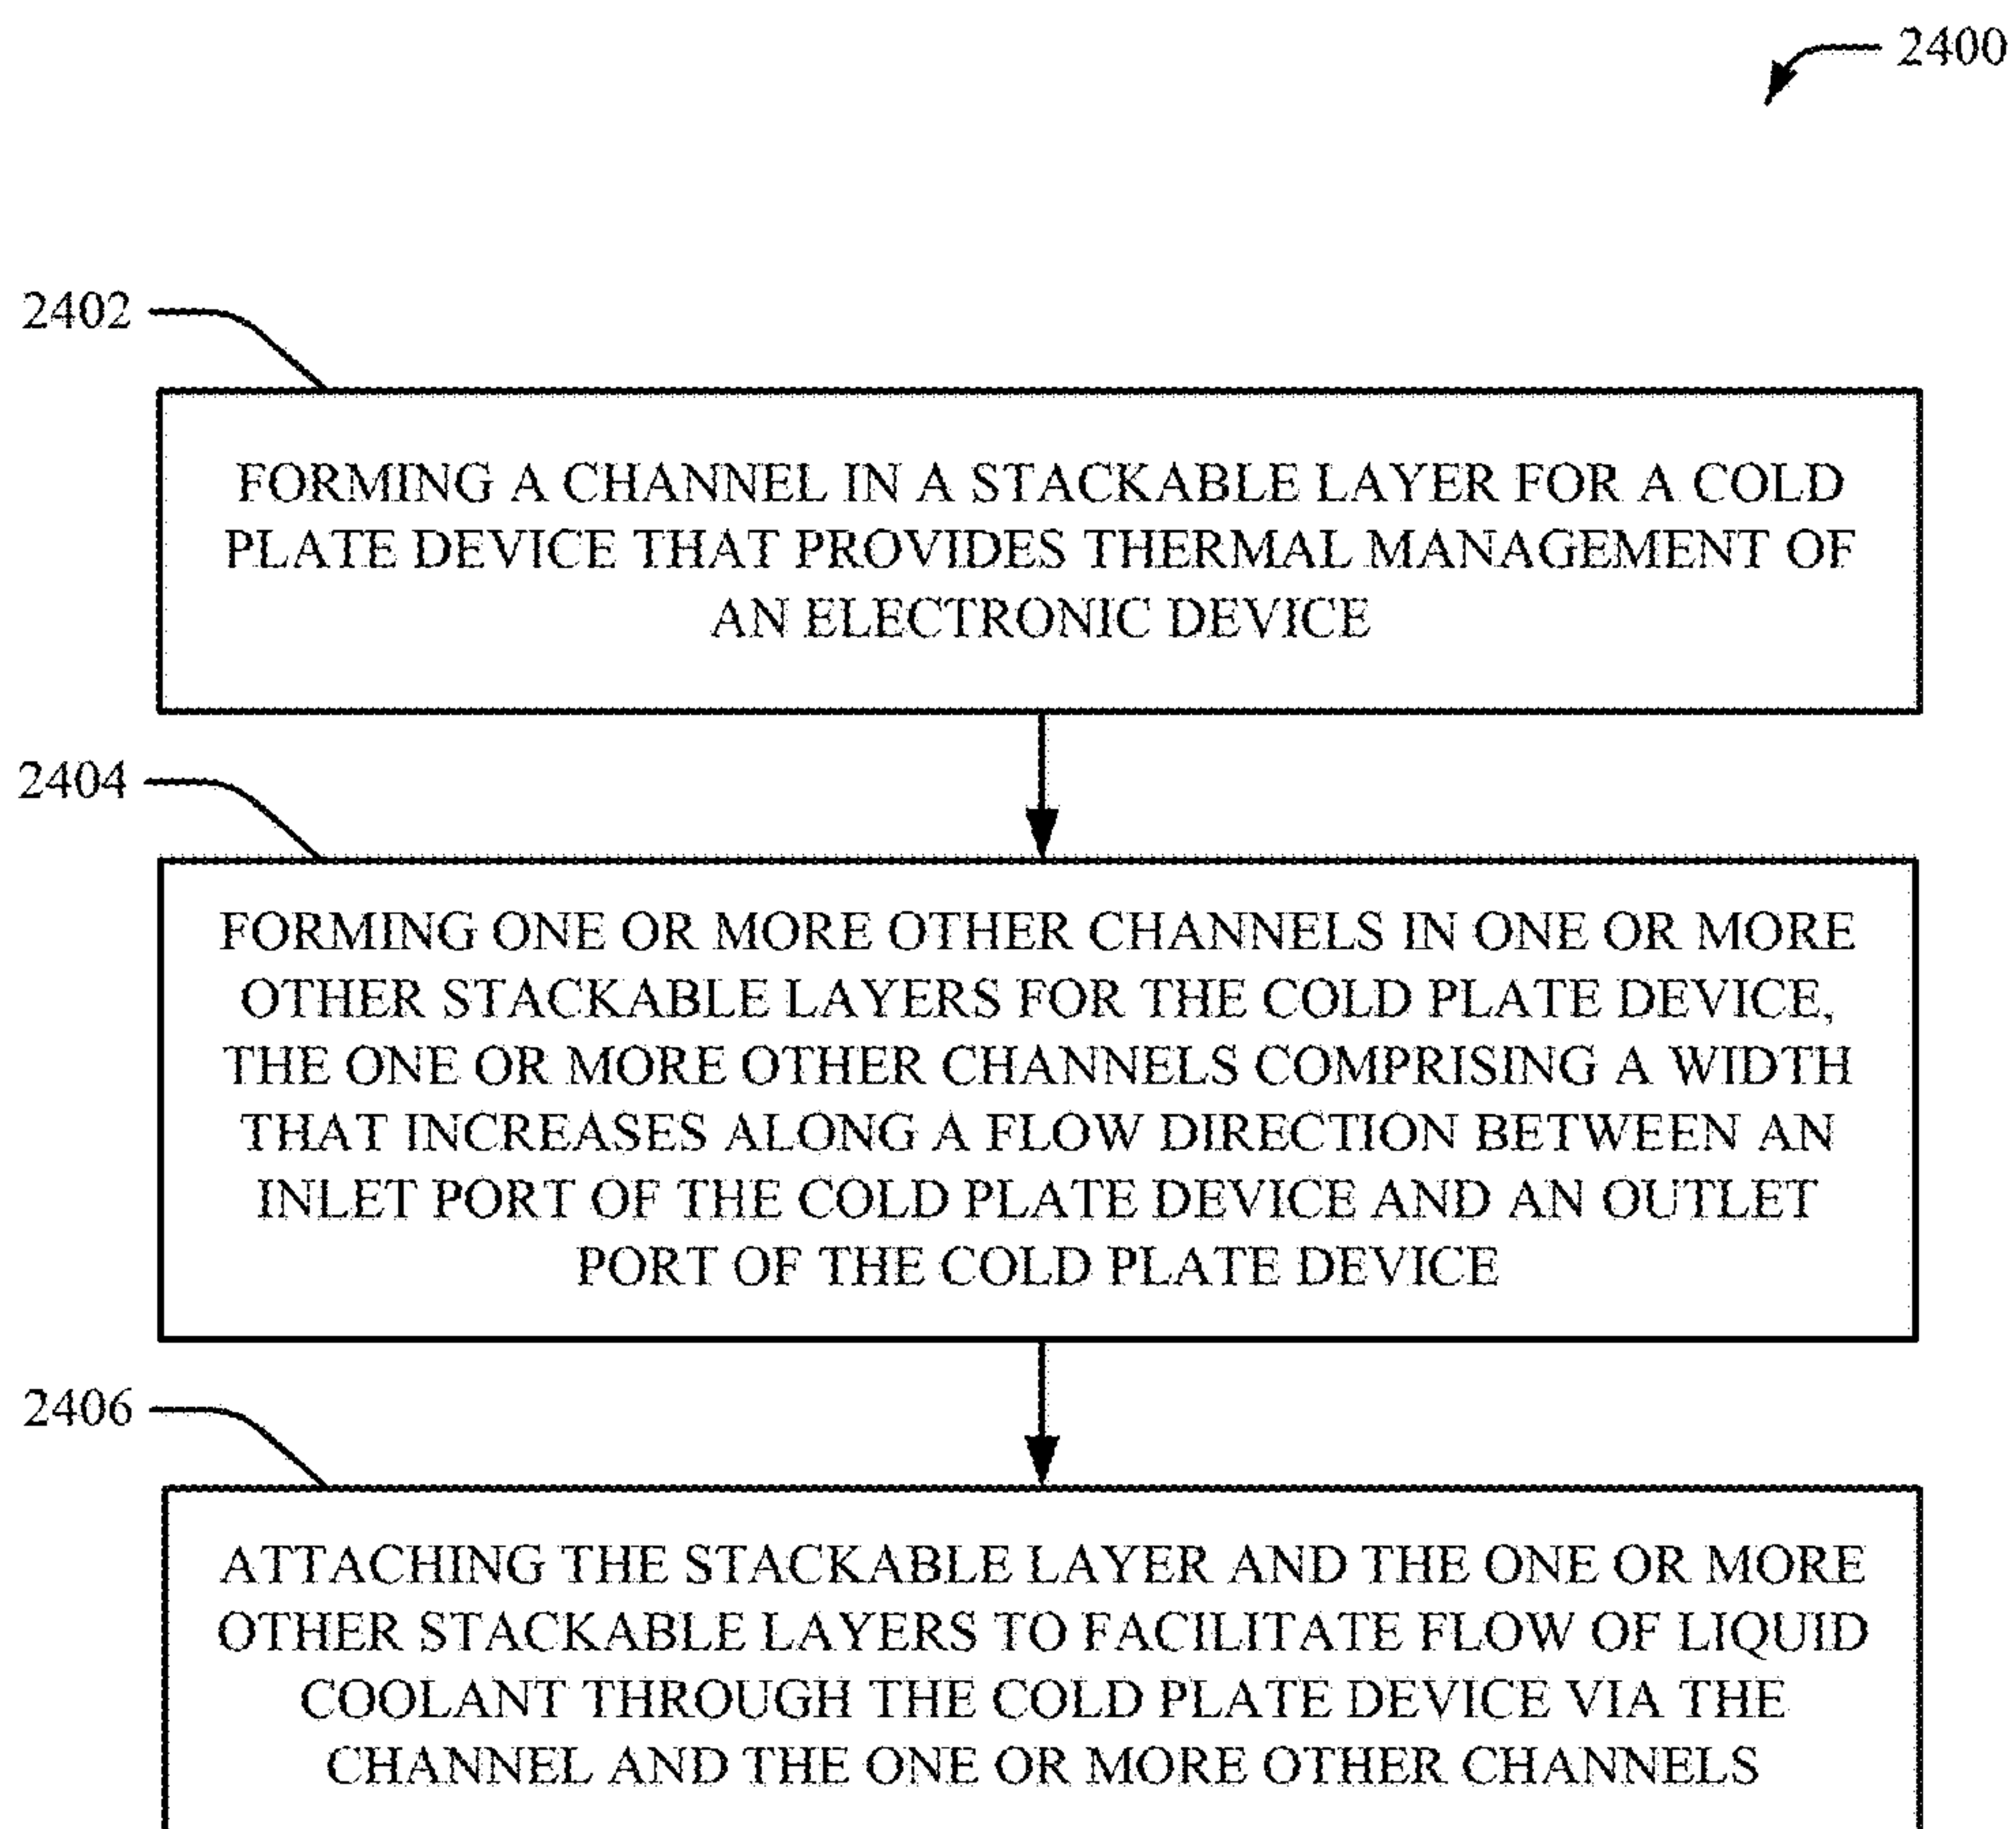 2400
2402
FORMING A CHANNEL IN A STACKABLE LAYER FOR A COLD
PLATE DEVICE THAT PROVIDES THERMAL MANAGEMENT OF
AN ELECTRONIC DEVICE
2404
FORMING ONE OR MORE OTHER CHANNELS IN ONE OR MORE
OTHER STACKABLE LAYERS FOR THE COLD PLATE DEVICE,
THE ONE OR MORE OTHER CHANNELS COMPRISING A WIDTH
THAT INCREASES ALONG A FLOW DIRECTION BETWEEN AN
INLET PORT OF THE COLD PLATE DEVICE AND AN OUTLET
PORT OF THE COLD PLATE DEVICE
2406
ATTACHING THE STACKABLE LAYER AND THE ONE OR MORE
OTHER STACKABLE LAYERS TO FACILITATE FLOW OF LIQUID
COOLANT THROUGH THE COLD PLATE DEVICE VIA THE
CHANNEL AND THE ONE OR MORE OTHER CHANNELS